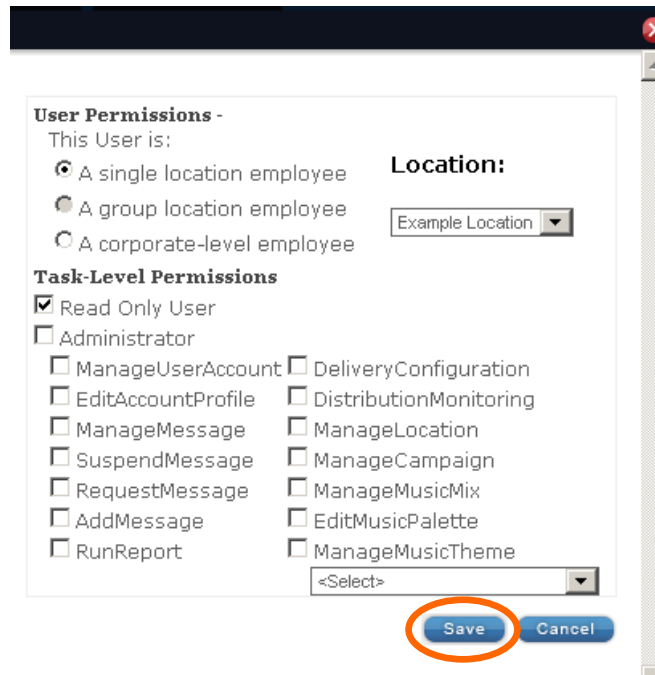 User Permissions -
This User is:
A single location employee
Location:
A group location employee
Example Location
A corporate-level employee
Task-Level Permissions
Read Only User
Administrator
ManageUserAccount DeliveryConfiguration
EditAccountProfile DistributionMonitoring
ManageMessage ManageLocation
SuspendMessage ManageCampaign
RequestMessage ManageMusicMix
AddMessage EditMusicPalette
RunReport ManageMusicTheme
<Select>
Save Cancel